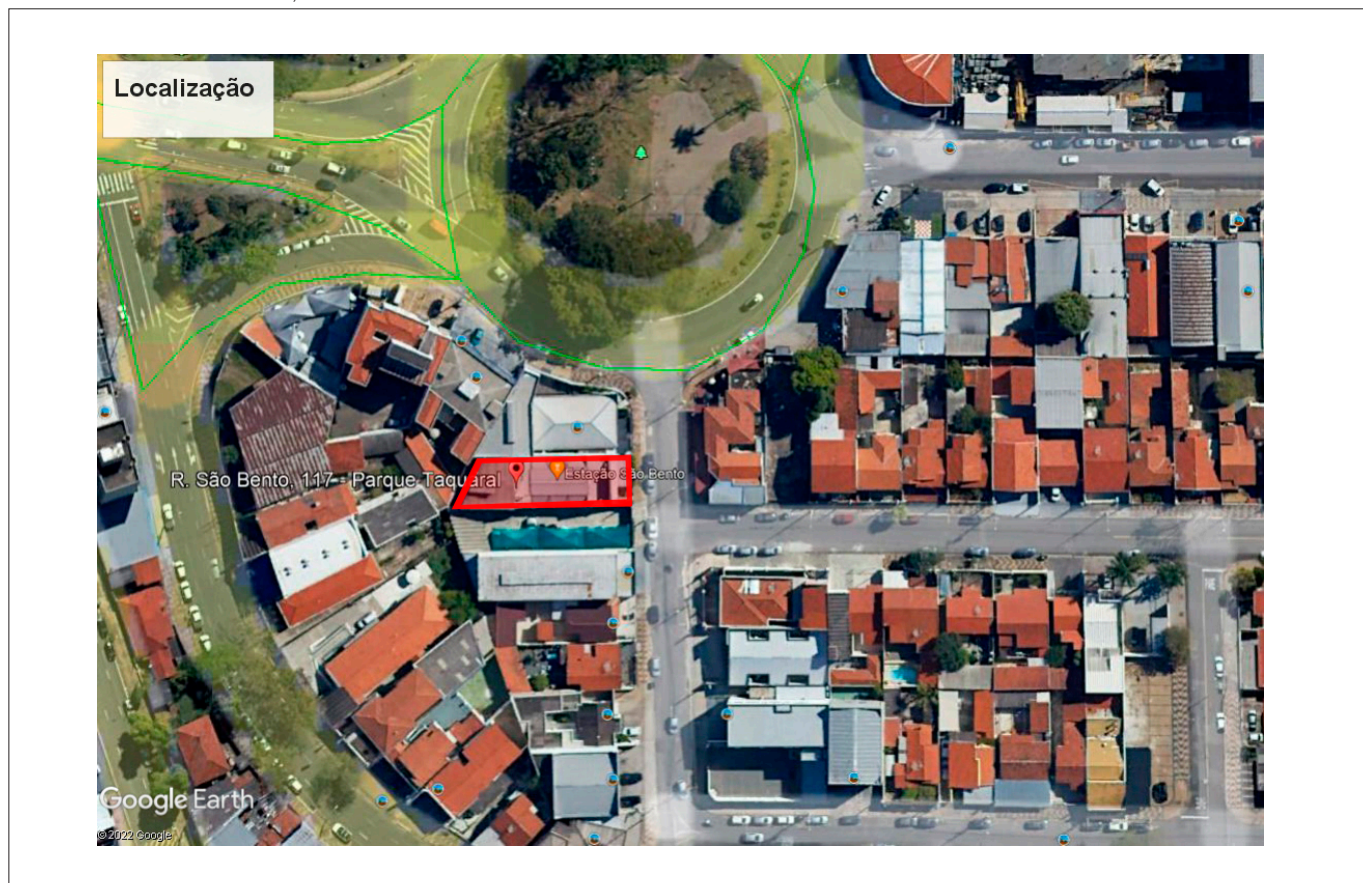 Localização
R. São Bento, 117 - Parque Taquaral
Estação São Bento
Google Earth
©2022 Google